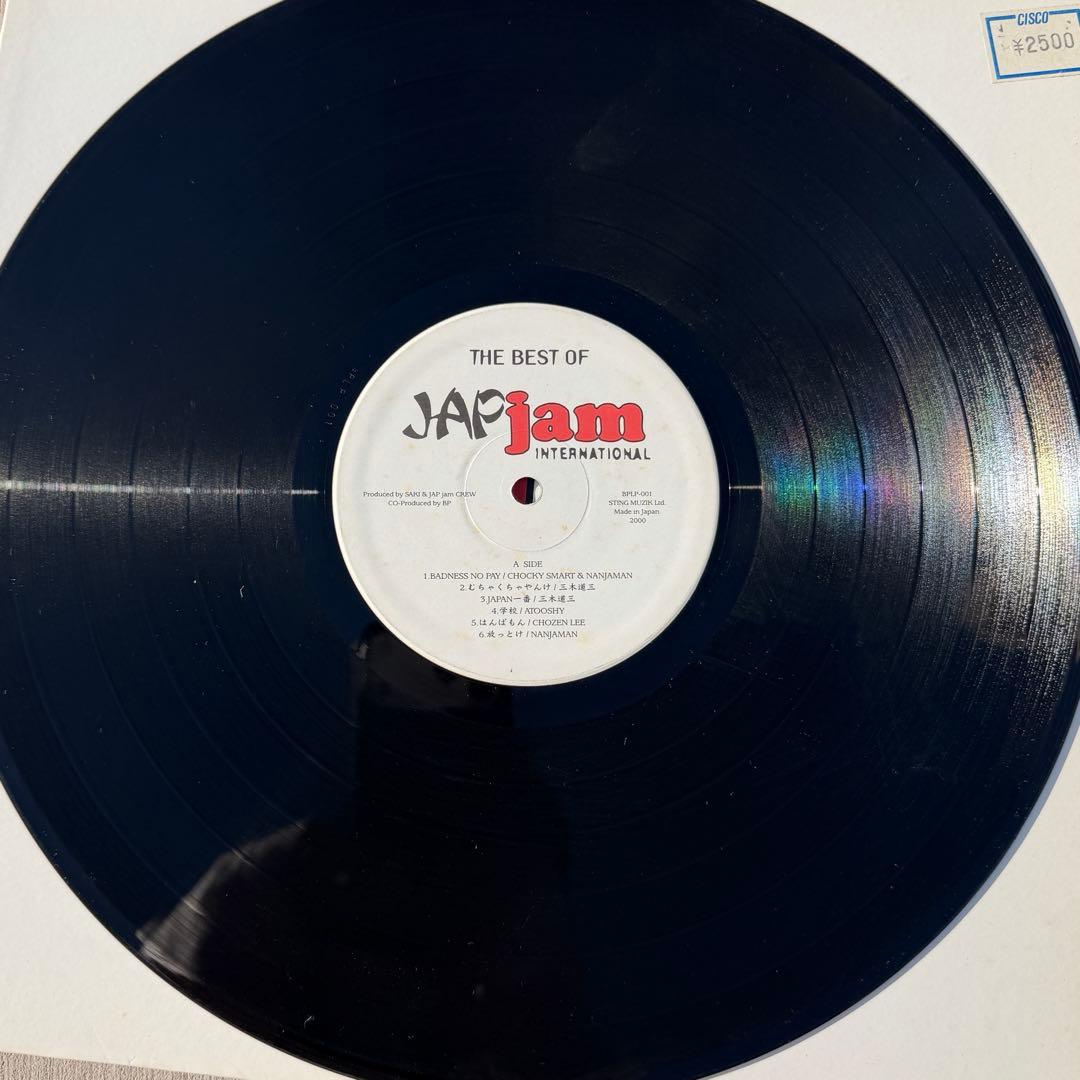 CISCO
¥2500
THE BEST OF
JAPjam
INTERNATIONAL
Produced by SAKI & JAP jam CREW
CO-Produced by BP
BPLP-001
STING MUZIK Ltd.
Made in Japan
2000
A SIDE
1.BADNESS NO PAY / CHOCKY SMART & NANJAMAN
2.むちゃくちゃやんけ / 三木道三
3.JAPAN一番 / 三木道三
4.学校 / ATOOSHY
5.はんぱもん / CHOZEN LEE
6.放っとけ / NANJAMAN